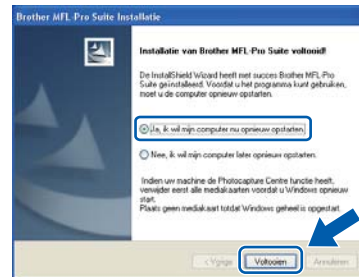 Brother MFL-Pro Suite Installatie
Installatie van Brother MFL-Pro Suite voltooid!
De InstallShield Wizard heeft met succes Brother MFL-Pro
Suite geïnstalleerd. Voordat u het programma kunt gebruiken,
moet u de computer opnieuw opstarten.
Ja, ik wil mijn computer nu opnieuw opstarten.
Nee, ik wil mijn computer later opnieuw opstarten.
Indien uw machine de Photocapture Centre functie heeft,
verwijder eerst alle mediakaarten voordat u Windows opnieuw
start.
Plaats geen mediakaart totdat Windows geheel is opgestart.
< Vorige Voltooien Annuleren